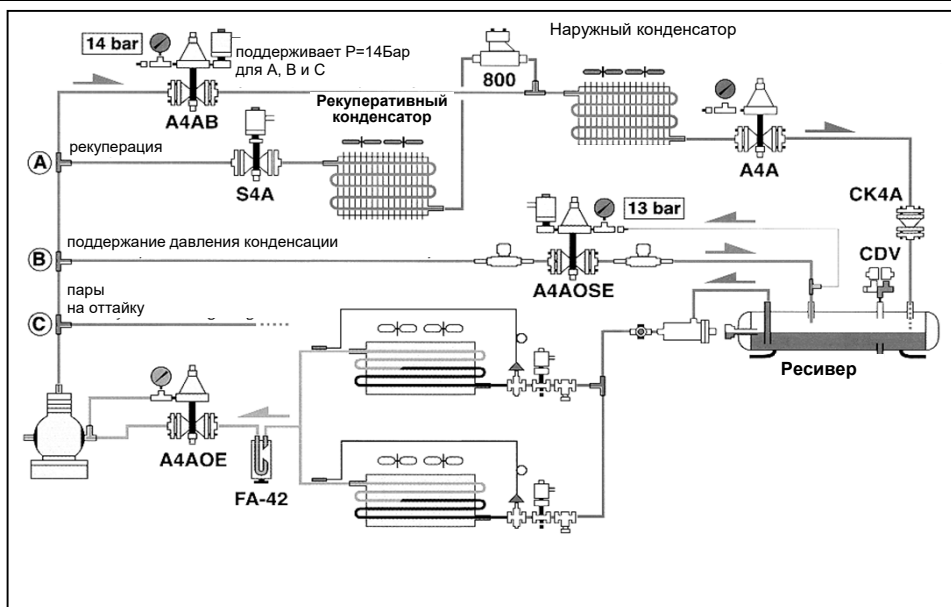 14 bar
поддерживает P=14Бар
для А, В и С
A4AB
800
Наружный конденсатор
Рекуперативный
конденсатор
A
рекуперация
S4A
A4A
CK4A
CDV
B
поддержание давления конденсации
13 bar
A4AOSE
пары
на оттайку
C
Ресивер
A4AOE
FA-42